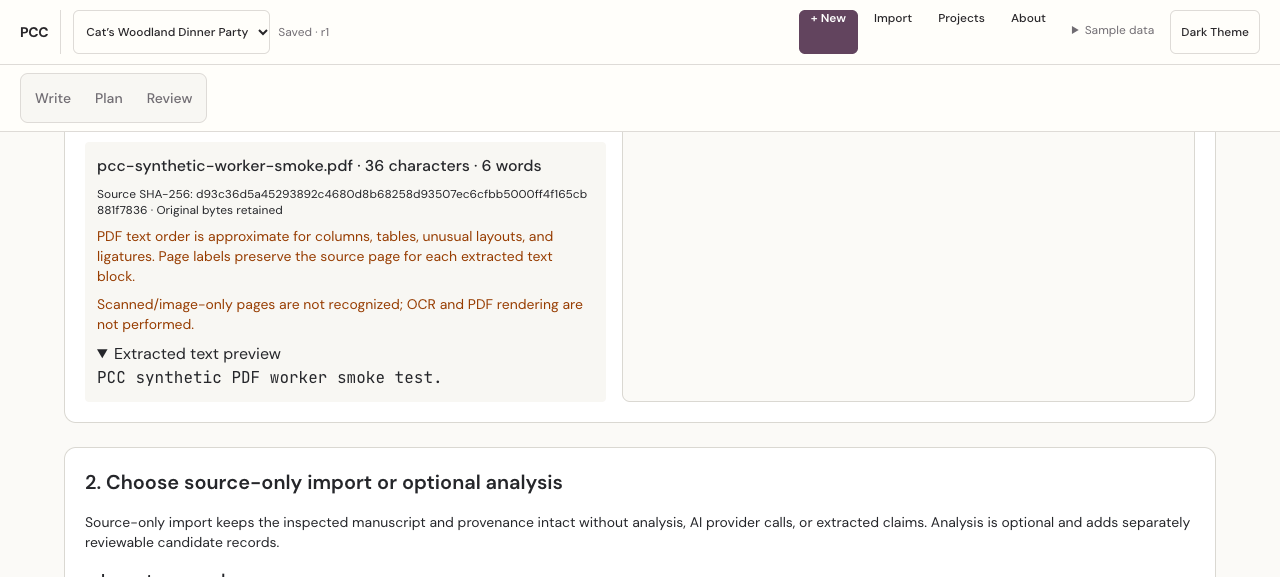 PCC
Cat's Woodland Dinner Party
Saved · r1
+ New
Import
Projects
About
Sample data
Dark Theme
Write
Plan
Review
pcc-synthetic-worker-smoke.pdf · 36 characters · 6 words
Source SHA-256: d93c36d5a45293892c4680d8b68258d93507ec6cfbb5000ff4f165cb
881f7836 · Original bytes retained
PDF text order is approximate for columns, tables, unusual layouts, and
ligatures. Page labels preserve the source page for each extracted text
block.
Scanned/image-only pages are not recognized; OCR and PDF rendering are
not performed.
Extracted text preview
PCC synthetic PDF worker smoke test.
2. Choose source-only import or optional analysis
Source-only import keeps the inspected manuscript and provenance intact without analysis, AI provider calls, or extracted claims. Analysis is optional and adds separately
reviewable candidate records.